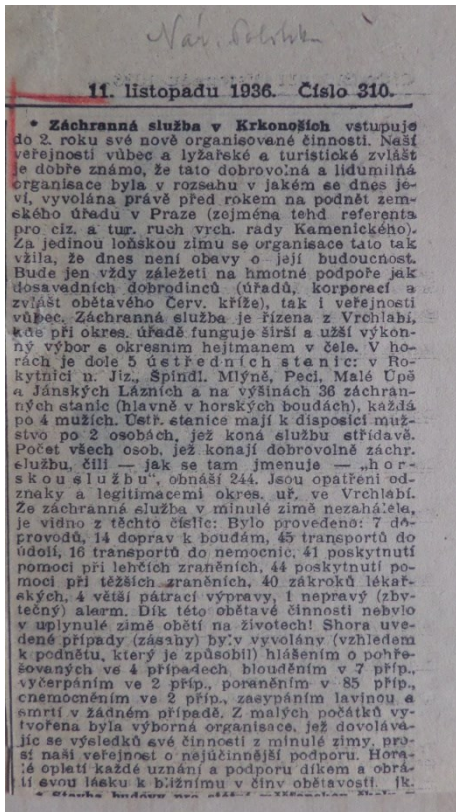 Nár. Politika
11. listopadu 1936. Číslo 310.
* Záchranná služba v Krkonoších vstupuje
do 2. roku své nově organisované činnosti. Naší
veřejnosti vůbec a lyžařské a turistické zvlášť
je dobře známo, že tato dobrovolná a lidumilná
organisace byla v rozsahu v jakém se dnes je-
ví, vyvolána právě před rokem na podnět zem-
ského úřadu v Praze (zejména tehd referenta
pro ciz. a tur. ruch vrch. rady Kamenického).
Za jedinou loňskou zimu se organisace tato tak
vžila, že dnes není obavy o její budoucnost.
Bude jen vždy záležeti na hmotné podpoře jak
dosavadních dobrodinců (úřadů, korporací a
zvlášť obětavého Červ. kříže), tak i veřejnosti
vůbec. Záchranná služba je řízena z Vrchlabí,
kde při okres. úřadě funguje širší a užší výkon-
ný výbor s okresním hejtmanem v čele. V ho-
rách je dole 5 ústředních stanic: v Ro-
kytnici n. Jiz., Špindl. Mlýně, Peci, Malé Úpě
a Jánských Lázních a na výšinách 36 záchran-
ných stanic (hlavně v horských boudách), každá
po 4 mužích. Ústř. stanice mají k disposici muž-
stvo po 2 osobách, jež koná službu střídavě.
Počet všech osob, jež konají dobrovolně záchr.
službu, čili — jak se tam jmenuje — „hor-
skou službu", obnáší 244. Jsou opatřeni od-
znaky a legitimacemi okres. úř. ve Vrchlabí.
Že záchranná služba v minulé zimě nezahálela,
je vidno z těchto číslic: Bylo provedeno: 7 do-
provodů, 14 doprav k boudám, 45 transportů do
údolí, 16 transportů do nemocnic, 41 poskytnutí
pomoci při lehčích zraněních, 44 poskytnutí po-
moci při těžších zraněních, 40 zákroků lékař-
ských, 4 větší pátrací výpravy, 1 nepravý (zby-
tečný) alarm. Dík této obětavé činnosti nebylo
v uplynulé zimě obětí na životech! Shora uve-
dené případy (zásahy) byly vyvolány (vzhledem
k podnětu, který je způsobil) hlášením o pohře-
šovaných ve 4 případech blouděním v 7 příp.,
vyčerpáním ve 2 příp., poraněním v 85 příp.,
onemocněním ve 2 příp., zasypáním lavinou a
smrtí v žádném případě. Z malých počátků vy-
tvořena byla výborná organisace, jež dovoláva-
jíc se výsledků své činnosti z minulé zimy, pro-
sí naši veřejnost o nejúčinnější podporu. Hora-
lé oplatí každé uznání a podporu díkem a obrá-
tí svou lásku k bližnímu v činy obětavosti. jk.